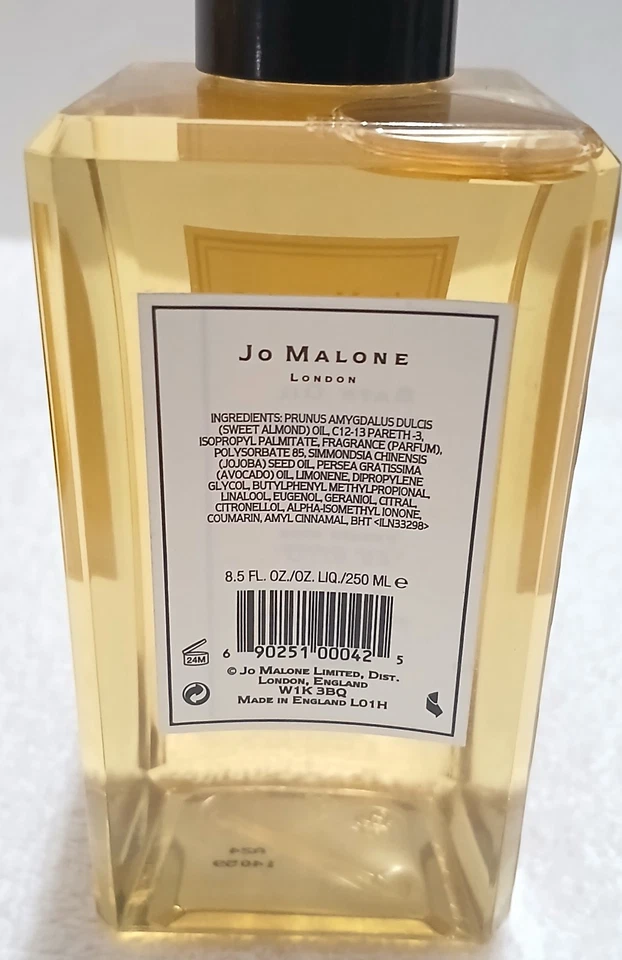 JO MALONE
LONDON
INGREDIENTS: PRUNUS AMYGDALUS DULCIS
(SWEET ALMOND) OIL, C12-13 PARETH-3,
ISOPROPYL PALMITATE, FRAGRANCE (PARFUM),
POLYSORBATE 85, SIMMONDSIA CHINENSIS
(JOJOBA) SEED OIL, PERSEA GRATISSIMA
(AVOCADO) OIL, LIMONENE, DIPROPYLENE
GLYCOL, BUTYLPHENYL METHYLPROPIONAL,
LINALOOL, EUGENOL, GERANIOL, CITRAL,
CITRONELLOL, ALPHA-ISOMETHYL IONONE,
COUMARIN, AMYL CINNAMAL, BHT <ILN33298>
8.5 FL. OZ./OZ. LIQ./250 ML e
24M
6 90251 00042 5
© JO MALONE LIMITED, DIST.
LONDON, ENGLAND
W1K 3BQ
MADE IN ENGLAND L01H
A24